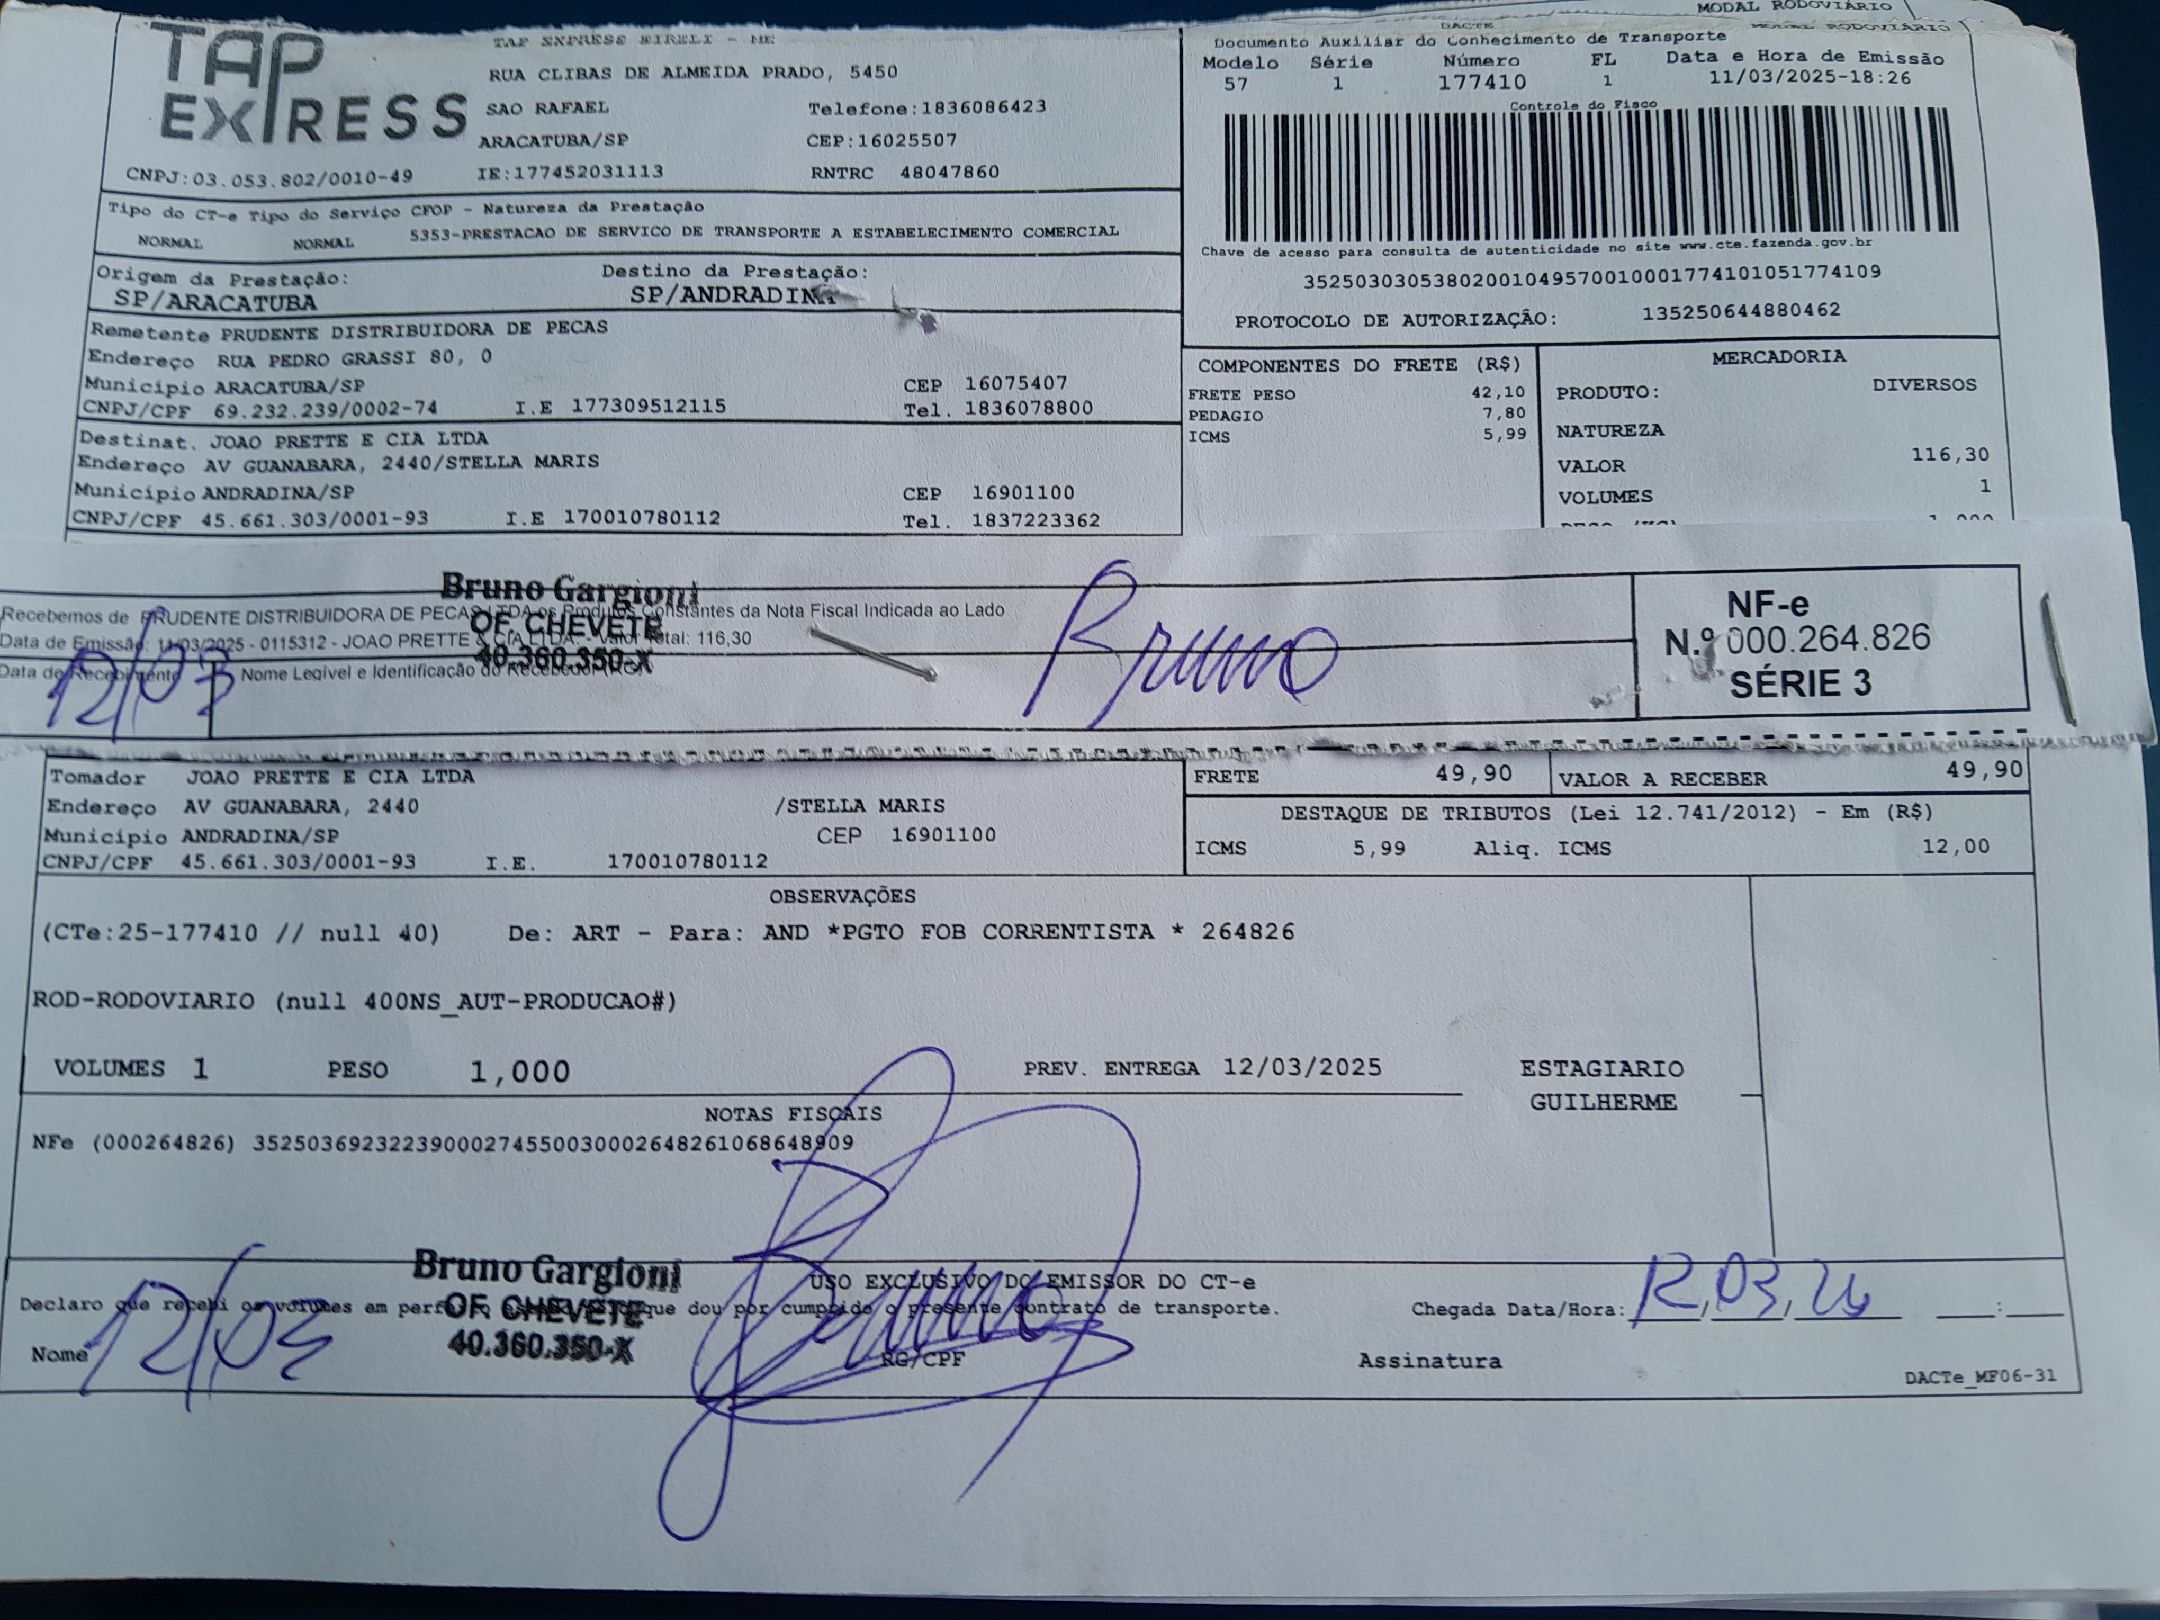 MODAL RODOVIÁRIO
TAP EXPRESS
TAP EXPRESS EIRELI - ME
RUA CLIBAS DE ALMEIDA PRADO, 5450
SAO RAFAEL Telefone:1836086423
ARACATUBA/SP CEP:16025507
CNPJ:03.053.802/0010-49 IE:177452031113 RNTRC 48047860
DACTE MODAL RODOVIÁRIO
Documento Auxiliar do Conhecimento de Transporte
Modelo Série Número FL Data e Hora de Emissão
57 1 177410 1 11/03/2025-18:26
Controle do Fisco
Chave de acesso para consulta de autenticidade no site www.cte.fazenda.gov.br
35250303053802001049570010001774101051774109
PROTOCOLO DE AUTORIZAÇÃO: 135250644880462
Tipo do CT-e Tipo do Serviço CFOP - Natureza da Prestação
NORMAL NORMAL 5353-PRESTACAO DE SERVICO DE TRANSPORTE A ESTABELECIMENTO COMERCIAL
Origem da Prestação: Destino da Prestação:
SP/ARACATUBA SP/ANDRADINA
Remetente PRUDENTE DISTRIBUIDORA DE PECAS
Endereço RUA PEDRO GRASSI 80, 0
Município ARACATUBA/SP CEP 16075407
CNPJ/CPF 69.232.239/0002-74 I.E 177309512115 Tel. 1836078800
Destinat. JOAO PRETTE E CIA LTDA
Endereço AV GUANABARA, 2440/STELLA MARIS
Município ANDRADINA/SP CEP 16901100
CNPJ/CPF 45.661.303/0001-93 I.E 170010780112 Tel. 1837223362
COMPONENTES DO FRETE (R$)
FRETE PESO 42,10
PEDAGIO 7,80
ICMS 5,99
MERCADORIA
PRODUTO: DIVERSOS
NATUREZA
VALOR 116,30
VOLUMES 1
Recebemos de PRUDENTE DISTRIBUIDORA DE PECAS LTDA os Produtos Constantes da Nota Fiscal Indicada ao Lado
Data de Emissão: 11/03/2025 - 0115312 - JOAO PRETTE & CIA LTDA. - Valor Total: 116,30
Data do Recebimento Nome Legivel e Identificação do Recebedor (RG)
Bruno Gargioni
OF CHEVETE
40.360.350-X
12/03
Bruno
NF-e
N.º 000.264.826
SÉRIE 3
Tomador JOAO PRETTE E CIA LTDA
Endereço AV GUANABARA, 2440 /STELLA MARIS
Município ANDRADINA/SP CEP 16901100
CNPJ/CPF 45.661.303/0001-93 I.E. 170010780112
FRETE 49,90 VALOR A RECEBER 49,90
DESTAQUE DE TRIBUTOS (Lei 12.741/2012) - Em (R$)
ICMS 5,99 Aliq. ICMS 12,00
OBSERVAÇÕES
(CTe:25-177410 // null 40) De: ART - Para: AND *PGTO FOB CORRENTISTA * 264826
ROD-RODOVIARIO (null 400NS_AUT-PRODUCAO#)
VOLUMES 1 PESO 1,000 PREV. ENTREGA 12/03/2025 ESTAGIARIO
GUILHERME
NOTAS FISCAIS
NFe (000264826) 35250369232239000274550030002648261068648909
Bruno Gargioni
OF CHEVETE
40.360.350-X
USO EXCLUSIVO DO EMISSOR DO CT-e
Declaro que recebi os volumes em que dou por cumprido o presente contrato de transporte. Chegada Data/Hora: 12,03,26 :
12/03
Bruno
Nome RG/CPF Assinatura
DACTe_MF06-31